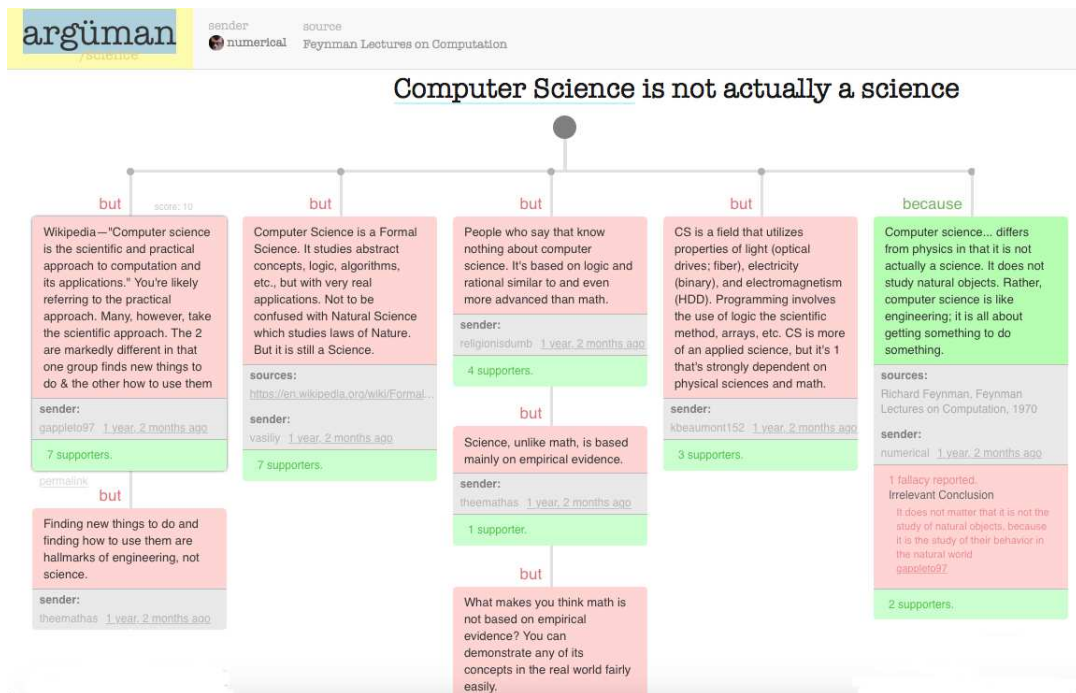 argüman
/science
sender
numerical
source
Feynman Lectures on Computation
Computer Science is not actually a science
but
score: 10
Wikipedia—"Computer science
is the scientific and practical
approach to computation and
its applications." You're likely
referring to the practical
approach. Many, however, take
the scientific approach. The 2
are markedly different in that
one group finds new things to
do & the other how to use them
sender:
gappleto97 1 year, 2 months ago
7 supporters.
permalink
but
Finding new things to do and
finding how to use them are
hallmarks of engineering, not
science.
sender:
theemathas 1 year, 2 months ago
but
Computer Science is a Formal
Science. It studies abstract
concepts, logic, algorithms,
etc., but with very real
applications. Not to be
confused with Natural Science
which studies laws of Nature.
But it is still a Science.
sources:
https://en.wikipedia.org/wiki/Formal...
sender:
vasiliy 1 year, 2 months ago
7 supporters.
but
People who say that know
nothing about computer
science. It's based on logic and
rational similar to and even
more advanced than math.
sender:
religionisdumb 1 year, 2 months ago
4 supporters.
but
Science, unlike math, is based
mainly on empirical evidence.
sender:
theemathas 1 year, 2 months ago
1 supporter.
but
What makes you think math is
not based on empirical
evidence? You can
demonstrate any of its
concepts in the real world fairly
easily.
but
CS is a field that utilizes
properties of light (optical
drives; fiber), electricity
(binary), and electromagnetism
(HDD). Programming involves
the use of logic the scientific
method, arrays, etc. CS is more
of an applied science, but it's 1
that's strongly dependent on
physical sciences and math.
sender:
kbeaumont152 1 year, 2 months ago
3 supporters.
because
Computer science... differs
from physics in that it is not
actually a science. It does not
study natural objects. Rather,
computer science is like
engineering; it is all about
getting something to do
something.
sources:
Richard Feynman, Feynman
Lectures on Computation, 1970
sender:
numerical 1 year, 2 months ago
1 fallacy reported.
Irrelevant Conclusion
It does not matter that it is not the
study of natural objects, because
it is the study of their behavior in
the natural world
gappleto97
2 supporters.